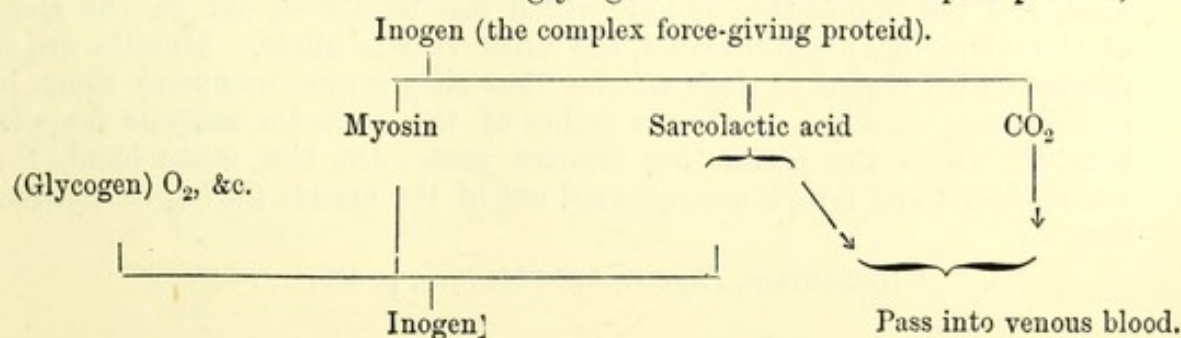 Inogen (the complex force-giving proteid).
Myosin Sarcolactic acid CO₂
(Glycogen) O₂, &c.
Inogen] Pass into venous blood.